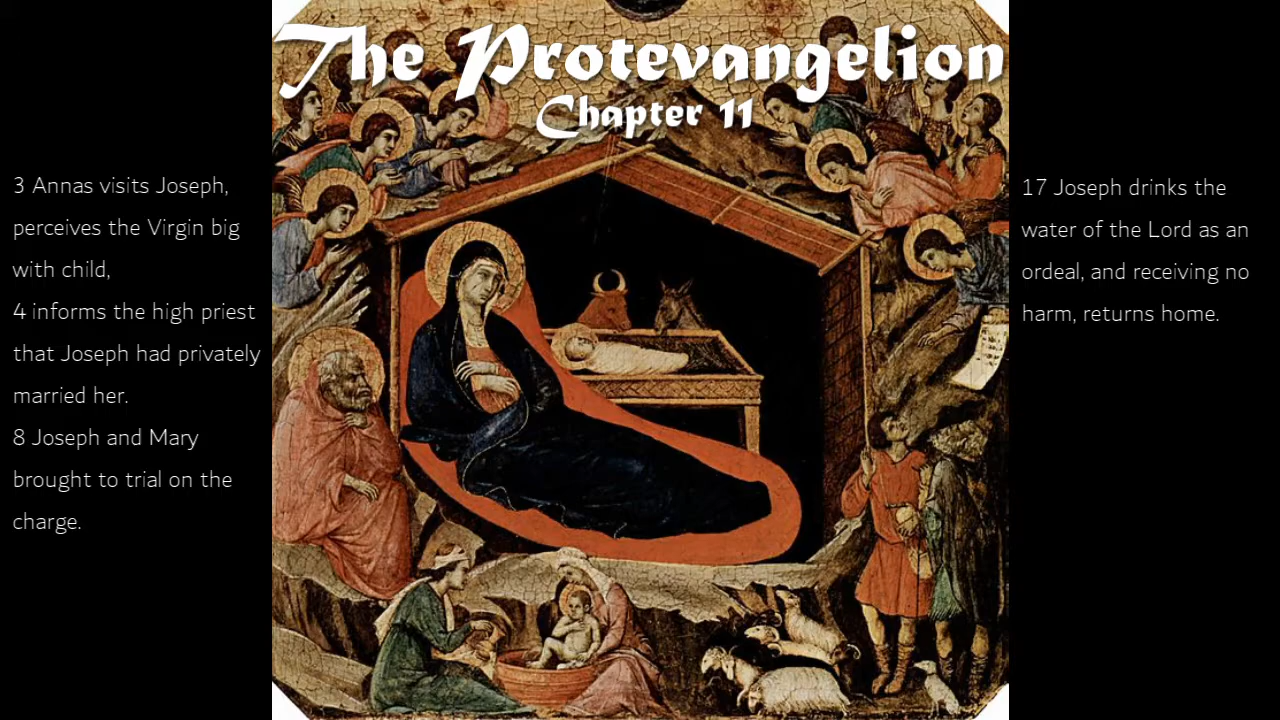 The Protevangelion
Chapter 11
3 Annas visits Joseph,
perceives the Virgin big
with child,
4 informs the high priest
that Joseph had privately
married her.
8 Joseph and Mary
brought to trial on the
charge.
17 Joseph drinks the
water of the Lord as an
ordeal, and receiving no
harm, returns home.